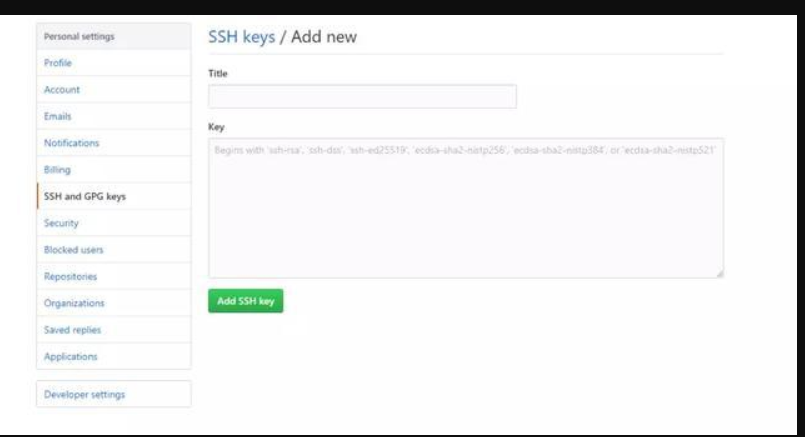 Personal settings
Profile
Account
Emails
Notifications
Billing
SSH and GPG keys
Security
Blocked users
Repositories
Organizations
Saved replies
Applications
Developer settings
SSH keys / Add new
Title
Key
Begins with 'ssh-rsa', 'ssh-dss', 'ssh-ed25519', 'ecdsa-sha2-nistp256', 'ecdsa-sha2-nistp384', or 'ecdsa-sha2-nistp521'
Add SSH key